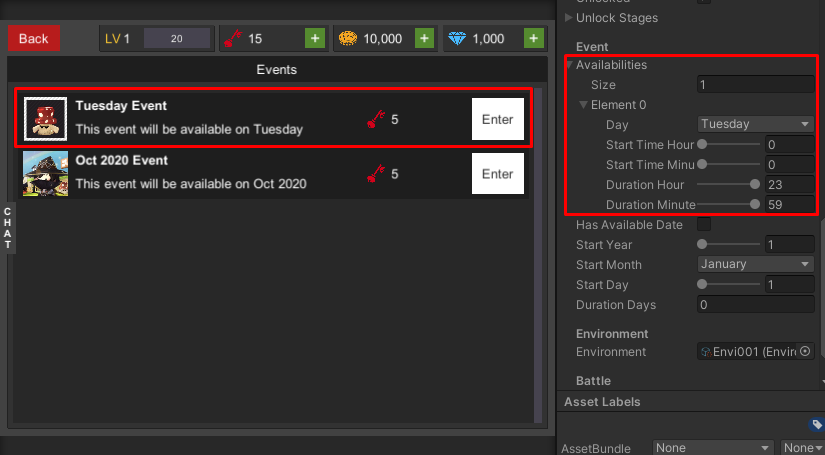 Back
LV 1
20
15
+
10,000
+
1,000
+
Events
Tuesday Event
This event will be available on Tuesday
5
Enter
Oct 2020 Event
This event will be available on Oct 2020
5
Enter
CHAT
Unlock Stages
Event
Availabilities
Size 1
Element 0
Day Tuesday
Start Time Hour 0
Start Time Minu 0
Duration Hour 23
Duration Minute 59
Has Available Date
Start Year 1
Start Month January
Start Day 1
Duration Days 0
Environment
Environment Envi001 (Enviro
Battle
Asset Labels
AssetBundle None None